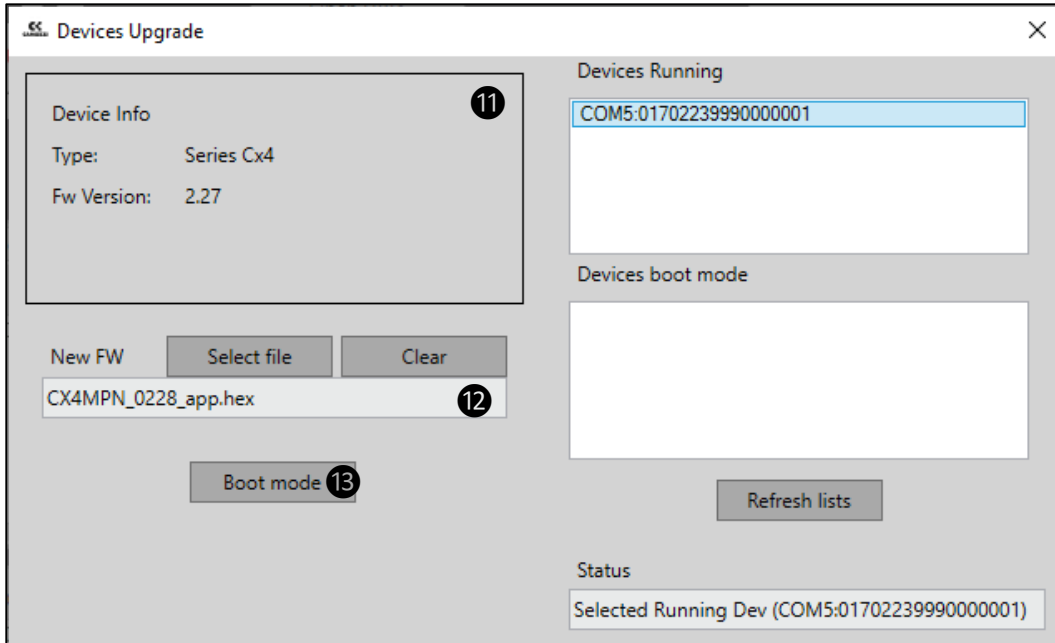 Devices Upgrade
Device Info
11
Type: Series Cx4
Fw Version: 2.27
New FW
Select file
Clear
CX4MPN_0228_app.hex
12
Boot mode
13
Devices Running
COM5:01702239990000001
Devices boot mode
Refresh lists
Status
Selected Running Dev (COM5:01702239990000001)